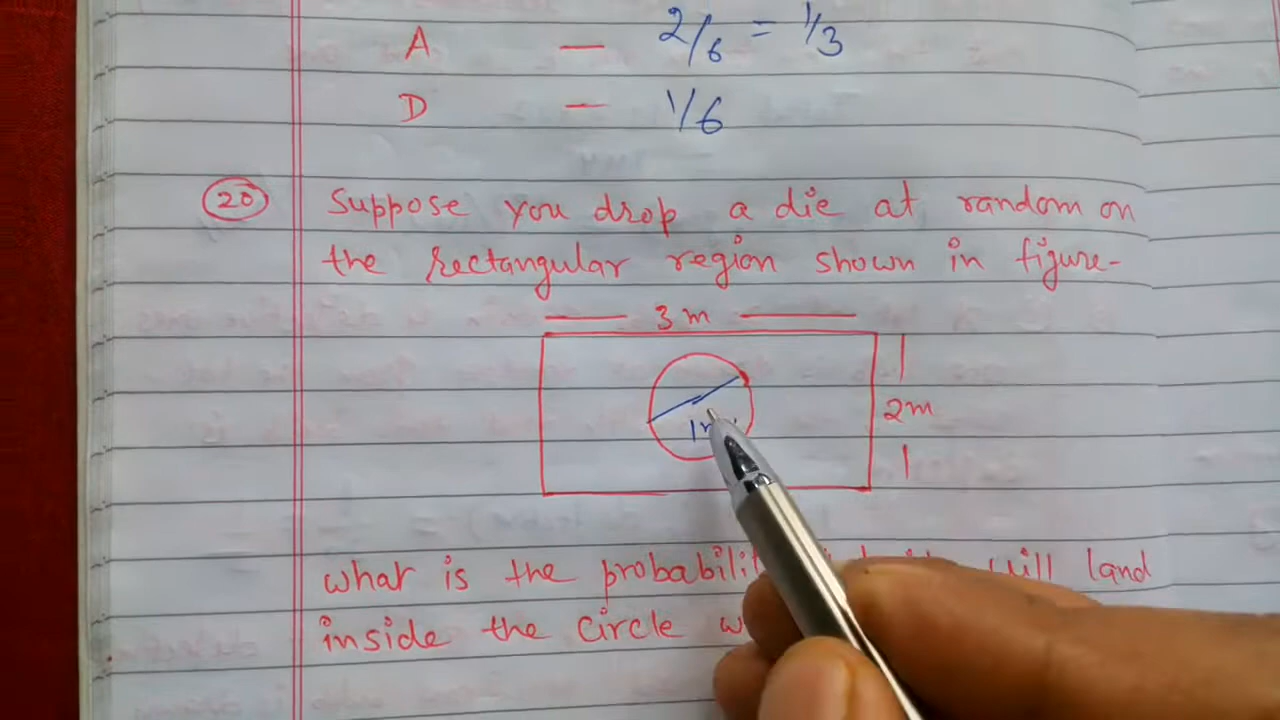 A — 2/6 = 1/3
D — 1/6
20 Suppose you drop a die at random on
the rectangular region shown in figure-
3 m
2m
what is the will land
inside the circle